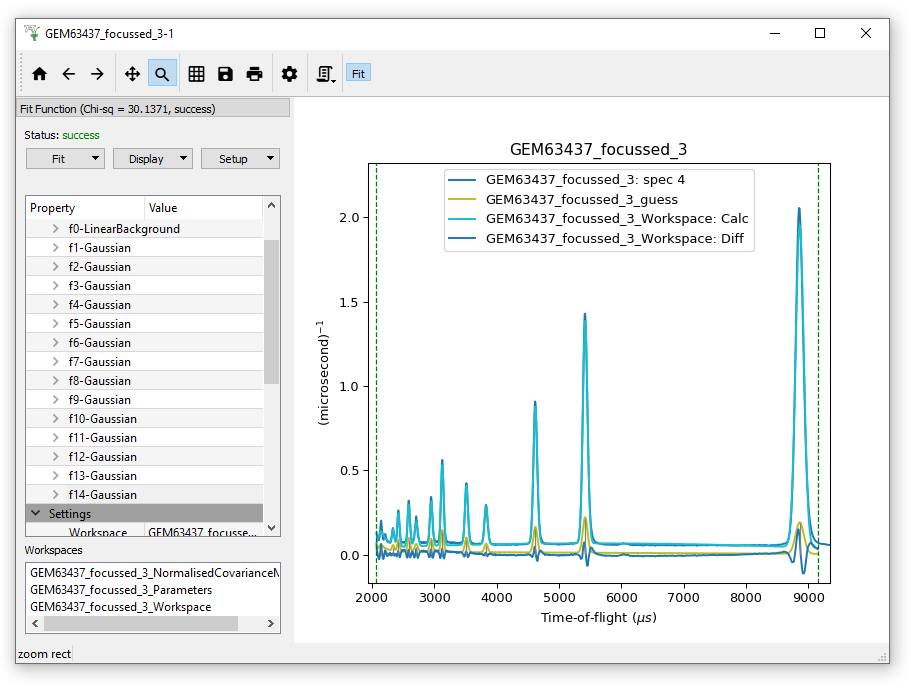 GEM63437_focussed_3-1
Fit
Fit Function (Chi-sq = 30.1371, success)
Status: success
Fit Display Setup
Property Value
f0-LinearBackground
f1-Gaussian
f2-Gaussian
f3-Gaussian
f4-Gaussian
f5-Gaussian
f6-Gaussian
f7-Gaussian
f8-Gaussian
f9-Gaussian
f10-Gaussian
f11-Gaussian
f12-Gaussian
f13-Gaussian
f14-Gaussian
Settings
Workspace GEM63437_focusse...
Workspaces
GEM63437_focussed_3_NormalisedCovarianceM
GEM63437_focussed_3_Parameters
GEM63437_focussed_3_Workspace
zoom rect
GEM63437_focussed_3
GEM63437_focussed_3: spec 4
GEM63437_focussed_3_guess
GEM63437_focussed_3_Workspace: Calc
GEM63437_focussed_3_Workspace: Diff
(microsecond)⁻¹
2.0
1.5
1.0
0.5
0.0
2000 3000 4000 5000 6000 7000 8000 9000
Time-of-flight (μs)